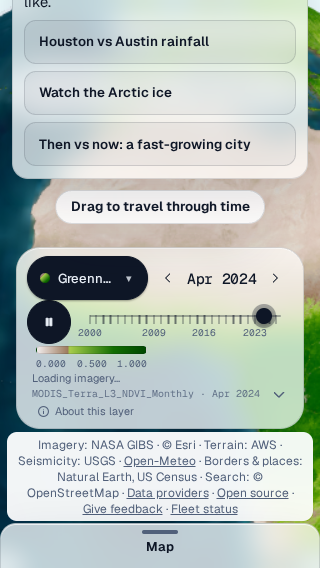 like.
Houston vs Austin rainfall
Watch the Arctic ice
Then vs now: a fast-growing city
Drag to travel through time
Greenn...
Apr 2024
2000 2009 2016 2023
0.000 0.500 1.000
Loading imagery…
MODIS_Terra_L3_NDVI_Monthly · Apr 2024
About this layer
Imagery: NASA GIBS · © Esri · Terrain: AWS ·
Seismicity: USGS · Open-Meteo · Borders & places:
Natural Earth, US Census · Search: ©
OpenStreetMap · Data providers · Open source ·
Give feedback · Fleet status
Map